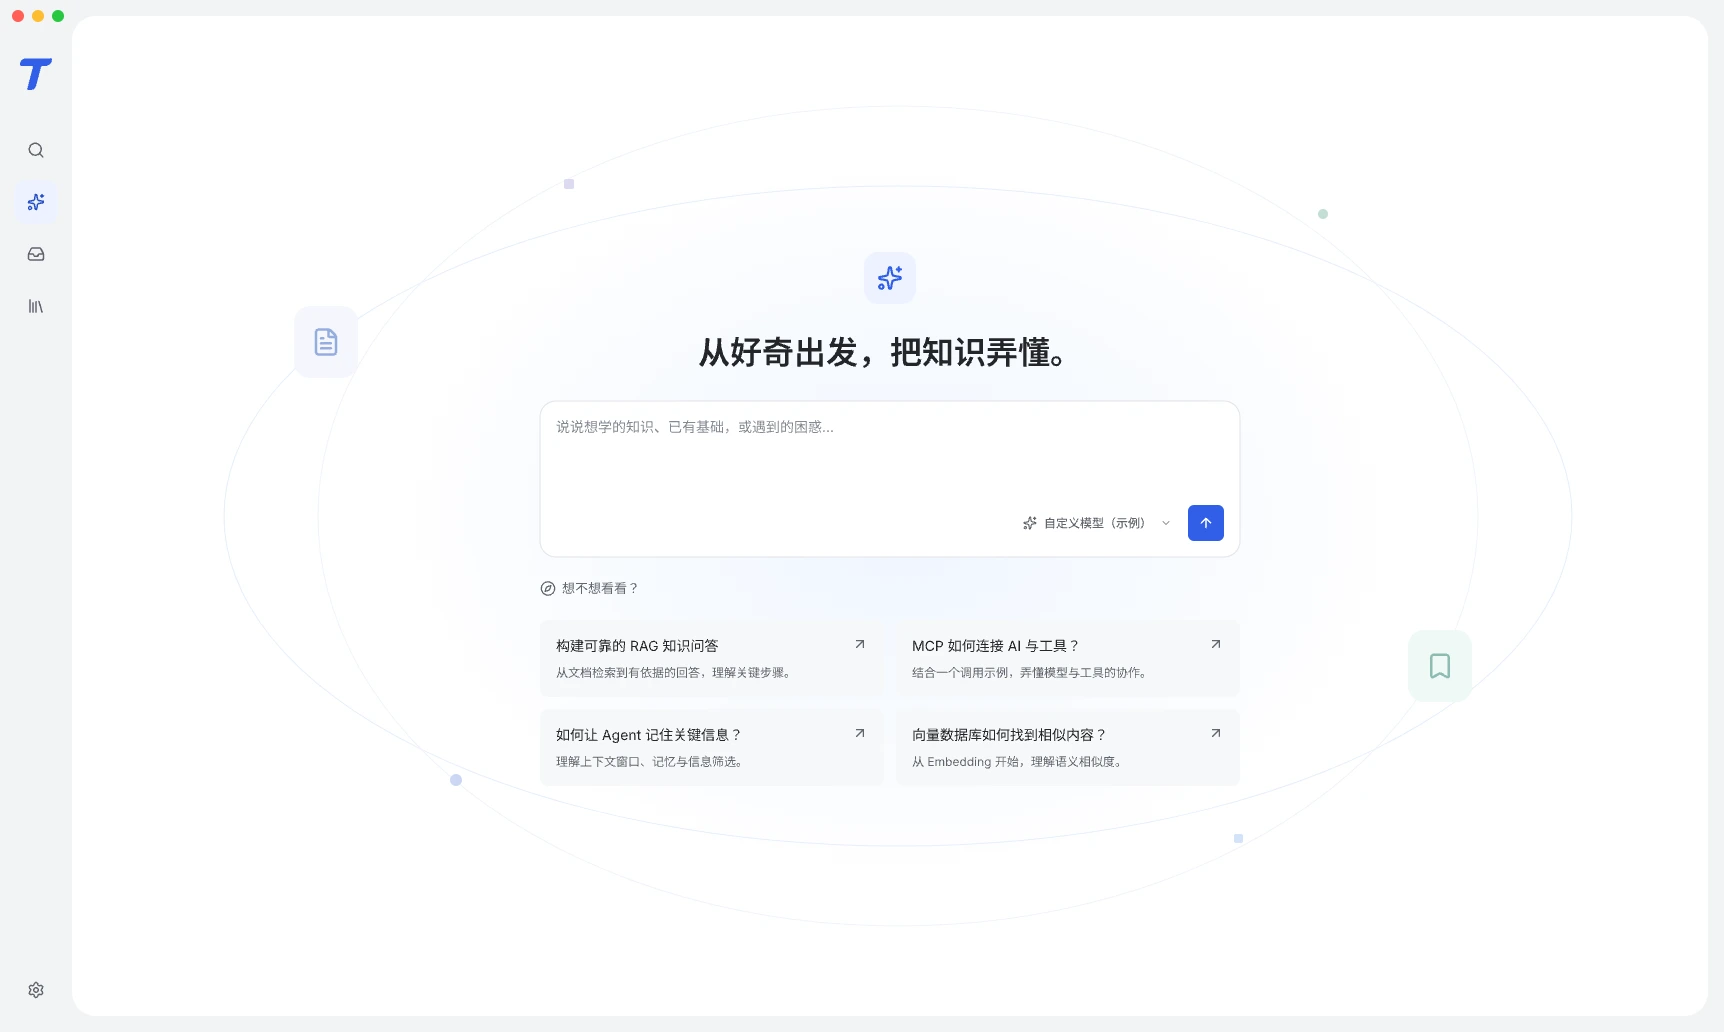 从好奇出发，把知识弄懂。
说说想学的知识、已有基础，或遇到的困惑...
自定义模型（示例）
想不想看看？
构建可靠的 RAG 知识问答
从文档检索到有依据的回答，理解关键步骤。
MCP 如何连接 AI 与工具？
结合一个调用示例，弄懂模型与工具的协作。
如何让 Agent 记住关键信息？
理解上下文窗口、记忆与信息筛选。
向量数据库如何找到相似内容？
从 Embedding 开始，理解语义相似度。